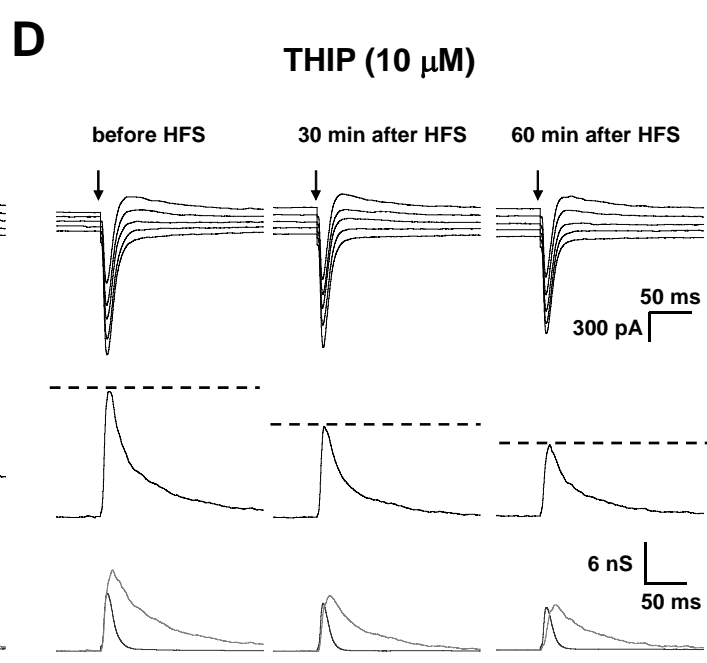 D
THIP (10 μM)
before HFS
30 min after HFS
60 min after HFS
50 ms
300 pA
6 nS
50 ms